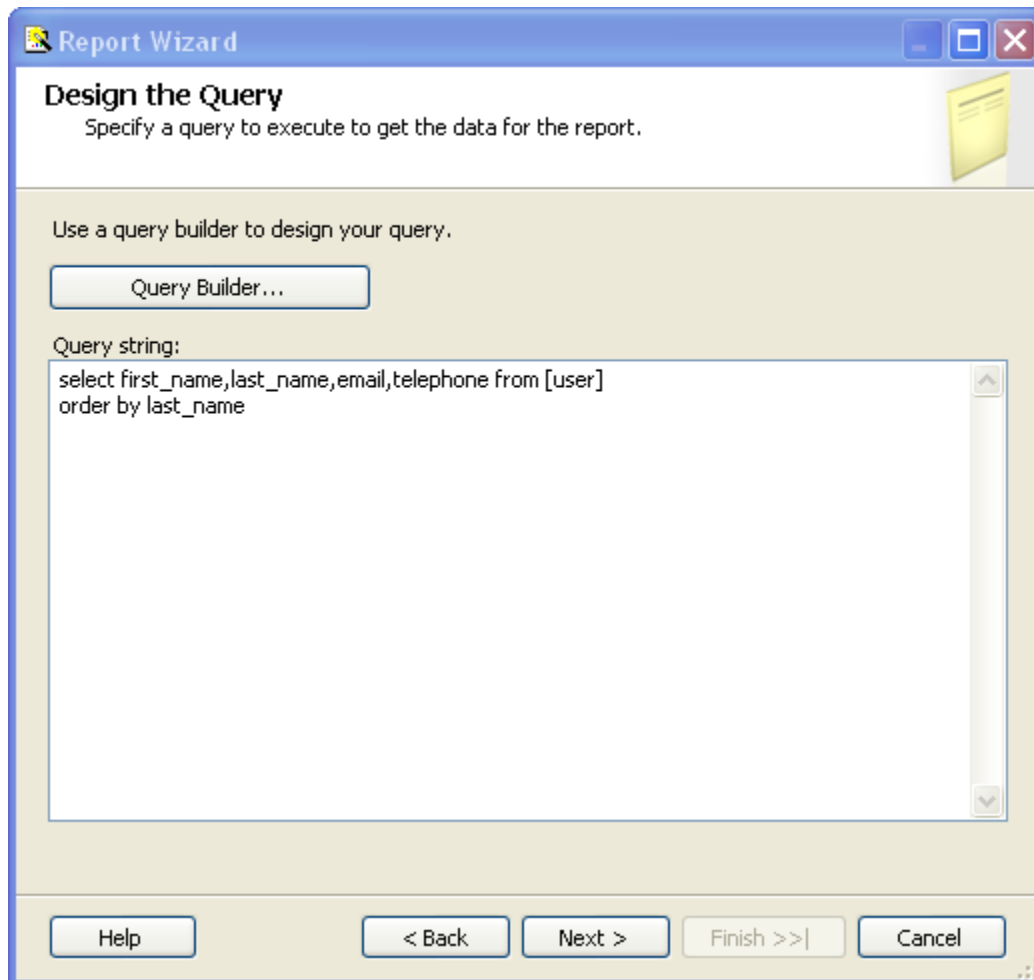 Report Wizard
Design the Query
Specify a query to execute to get the data for the report.
Use a query builder to design your query.
Query Builder...
Query string:
select first_name,last_name,email,telephone from [user]
order by last_name
Help
< Back
Next >
Finish >>|
Cancel